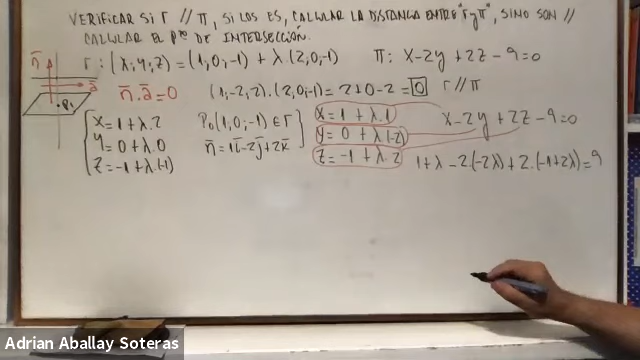 VERIFICAR SI r // π, SI LOS ES, CALCULAR LA DISTANCIA ENTRE "r y π", SINO SON //
CALCULAR EL Pto DE INTERSECCIÓN.
r: (x,y,z) = (1,0,-1) + λ.(2,0,-1) π: x-2y+2z-9=0
n̄
n̄.ā=0 (1,-2,2).(2,0,-1) = 2+0-2 = 0 r // π
ā
P1
x=1+λ.2
y=0+λ.0
z=-1+λ.(-1)
P0(1,0,-1) ∈ r
n̄=1i-2j+2k
x=1+λ.1
y=0+λ(-2)
z=-1+λ.2
x-2y+2z-9=0
1+λ-2(-2λ)+2.(-1+2λ)=9
Adrian Aballay Soteras